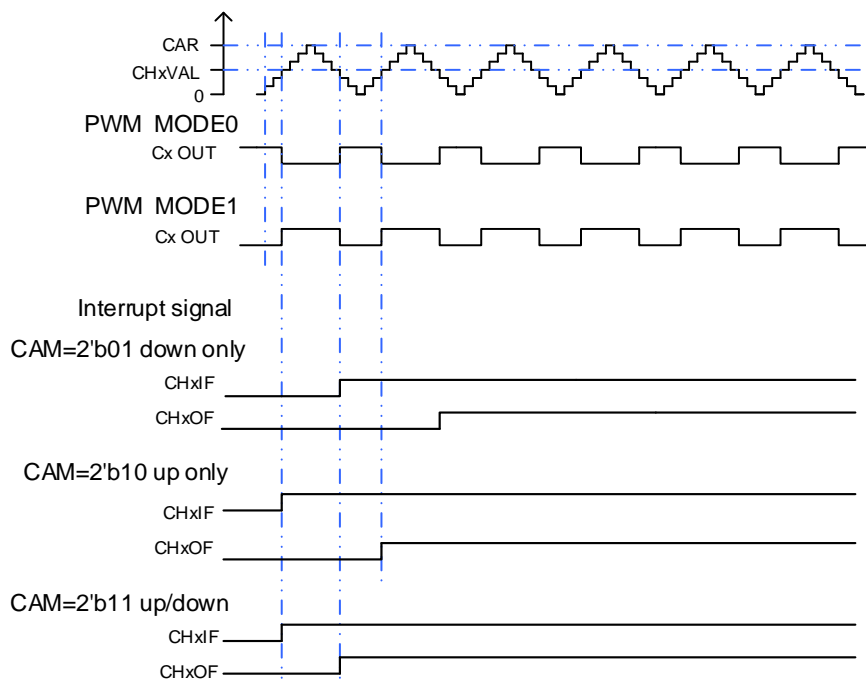 CAR
CHxVAL
0
PWM MODE0
Cx OUT
PWM MODE1
Cx OUT
Interrupt signal
CAM=2'b01 down only
CHxIF
CHxOF
CAM=2'b10 up only
CHxIF
CHxOF
CAM=2'b11 up/down
CHxIF
CHxOF